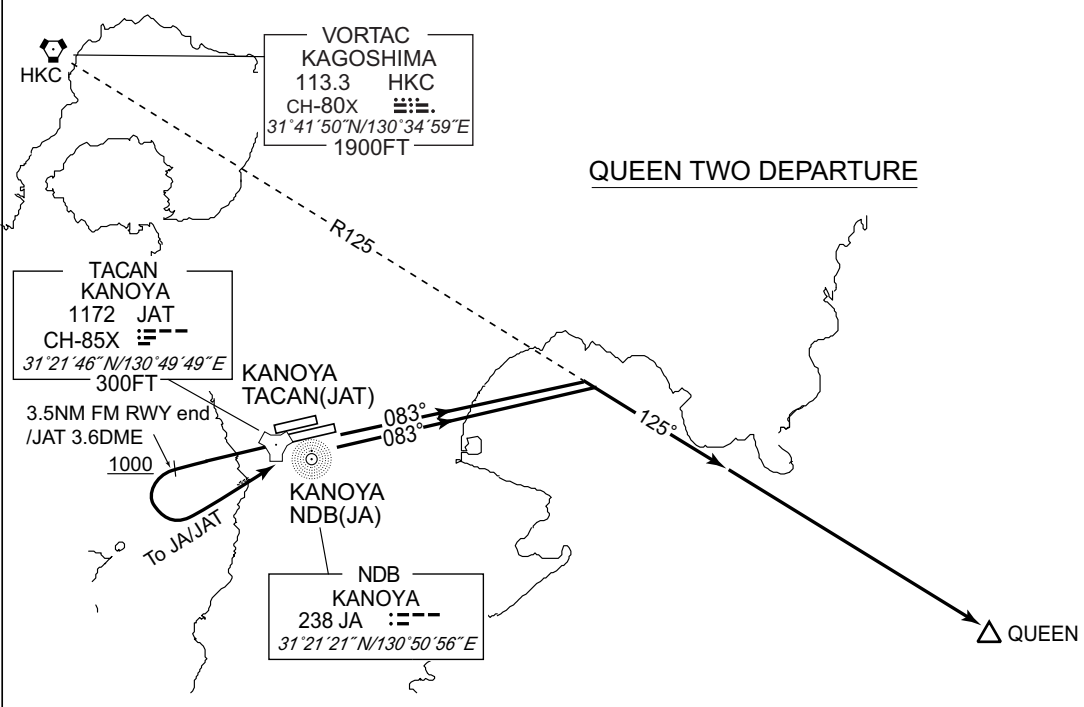 HKC
VORTAC
KAGOSHIMA
113.3 HKC
CH-80X
31°41´50˝N/130°34´59˝E
1900FT
QUEEN TWO DEPARTURE
R125
TACAN
KANOYA
1172 JAT
CH-85X
31°21´46˝N/130°49´49˝E
300FT
KANOYA
TACAN(JAT)
3.5NM FM RWY end
/JAT 3.6DME
1000
083°
083°
125°
To JA/JAT
KANOYA
NDB(JA)
NDB
KANOYA
238 JA
31°21´21˝N/130°50´56˝E
QUEEN